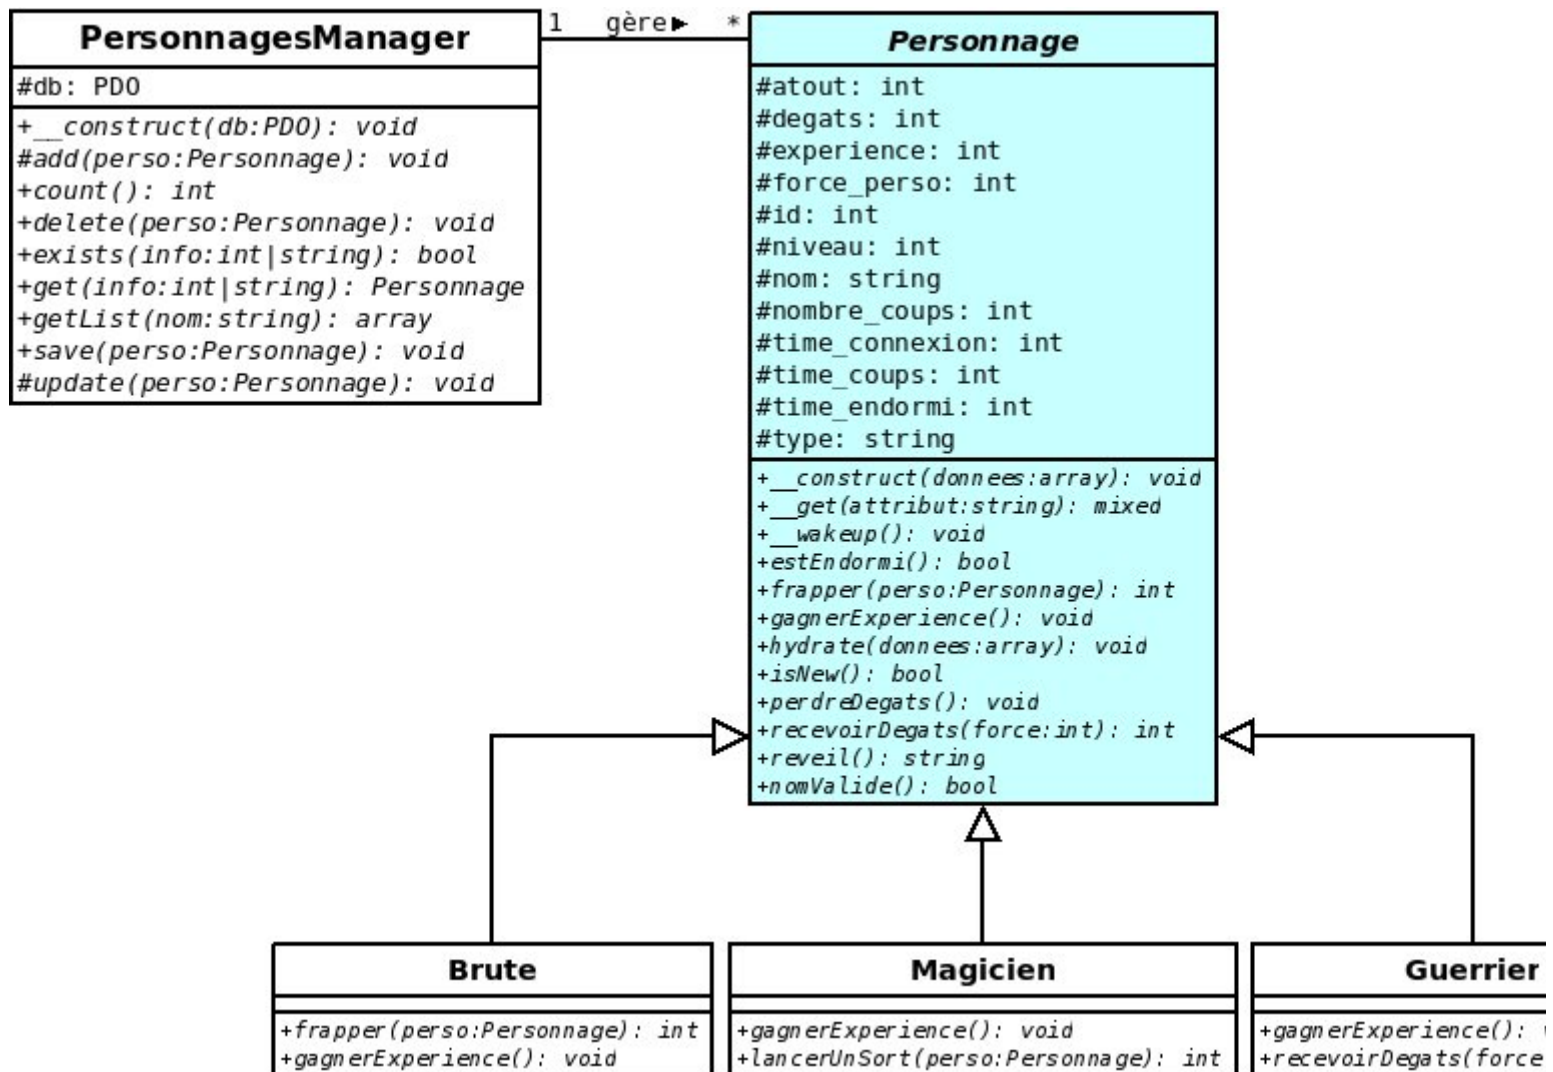 PersonnagesManager
#db: PDO
+__construct(db:PDO): void
#add(perso:Personnage): void
+count(): int
+delete(perso:Personnage): void
+exists(info:int|string): bool
+get(info:int|string): Personnage
+getList(nom:string): array
+save(perso:Personnage): void
#update(perso:Personnage): void
1 gère▶ *
Personnage
#atout: int
#degats: int
#experience: int
#force_perso: int
#id: int
#niveau: int
#nom: string
#nombre_coups: int
#time_connexion: int
#time_coups: int
#time_endormi: int
#type: string
+__construct(donnees:array): void
+__get(attribut:string): mixed
+__wakeup(): void
+estEndormi(): bool
+frapper(perso:Personnage): int
+gagnerExperience(): void
+hydrate(donnees:array): void
+isNew(): bool
+perdreDegats(): void
+recevoirDegats(force:int): int
+reveil(): string
+nomValide(): bool
Brute
+frapper(perso:Personnage): int
+gagnerExperience(): void
Magicien
+gagnerExperience(): void
+lancerUnSort(perso:Personnage): int
Guerrier
+gagnerExperience():
+recevoirDegats(force